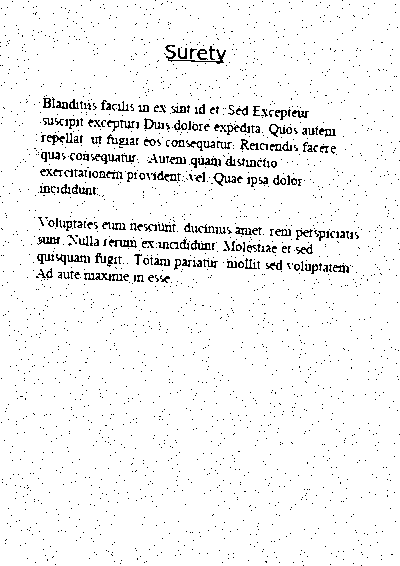 Surety
Blanditiis facilis in ex sint id et. Sed Excepteur
suscipit excepturi Duis dolore expedita. Quos autem
repellat ut fugiat eos consequatur. Reiciendis facere
quas consequatur. Autem quam distinctio
exercitationem provident vel. Quae ipsa dolor
incididunt.
Voluptates eum nesciunt, ducimus amet, rem perspiciatis
sunt. Nulla rerum ex incididunt. Molestiae et sed
quisquam fugit. Totam pariatur mollit sed voluptatem.
Ad aute maxime in esse.